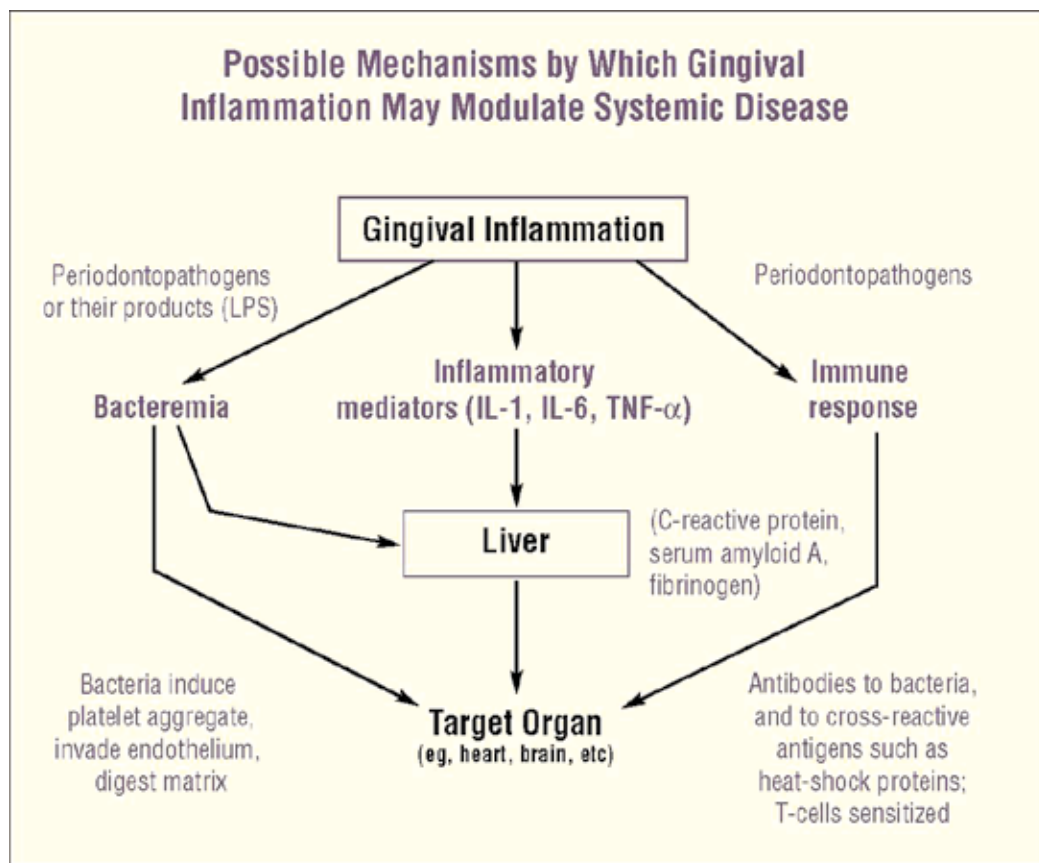 Possible Mechanisms by Which Gingival
Inflammation May Modulate Systemic Disease
Gingival Inflammation
Periodontopathogens
or their products (LPS)
Periodontopathogens
Bacteremia
Inflammatory
mediators (IL-1, IL-6, TNF-α)
Immune
response
Liver
(C-reactive protein,
serum amyloid A,
fibrinogen)
Bacteria induce
platelet aggregate,
invade endothelium,
digest matrix
Target Organ
(eg, heart, brain, etc)
Antibodies to bacteria,
and to cross-reactive
antigens such as
heat-shock proteins;
T-cells sensitized